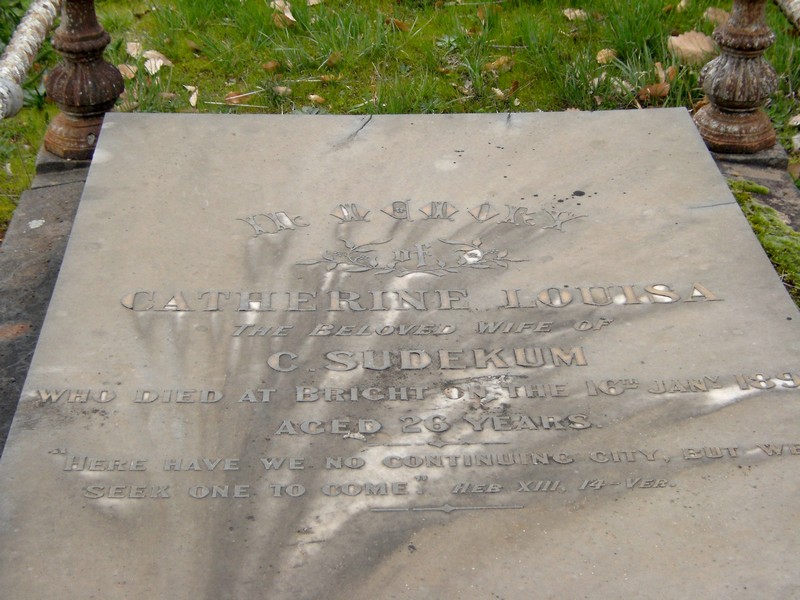 In Memory
of
Catherine Louisa
The Beloved Wife of
C. Sudekum
Who died at Bright on the 16th Jany
Aged 26 years.
"Here have we no continuing city, but we
seek one to come". Heb XIII, 14-Ver.